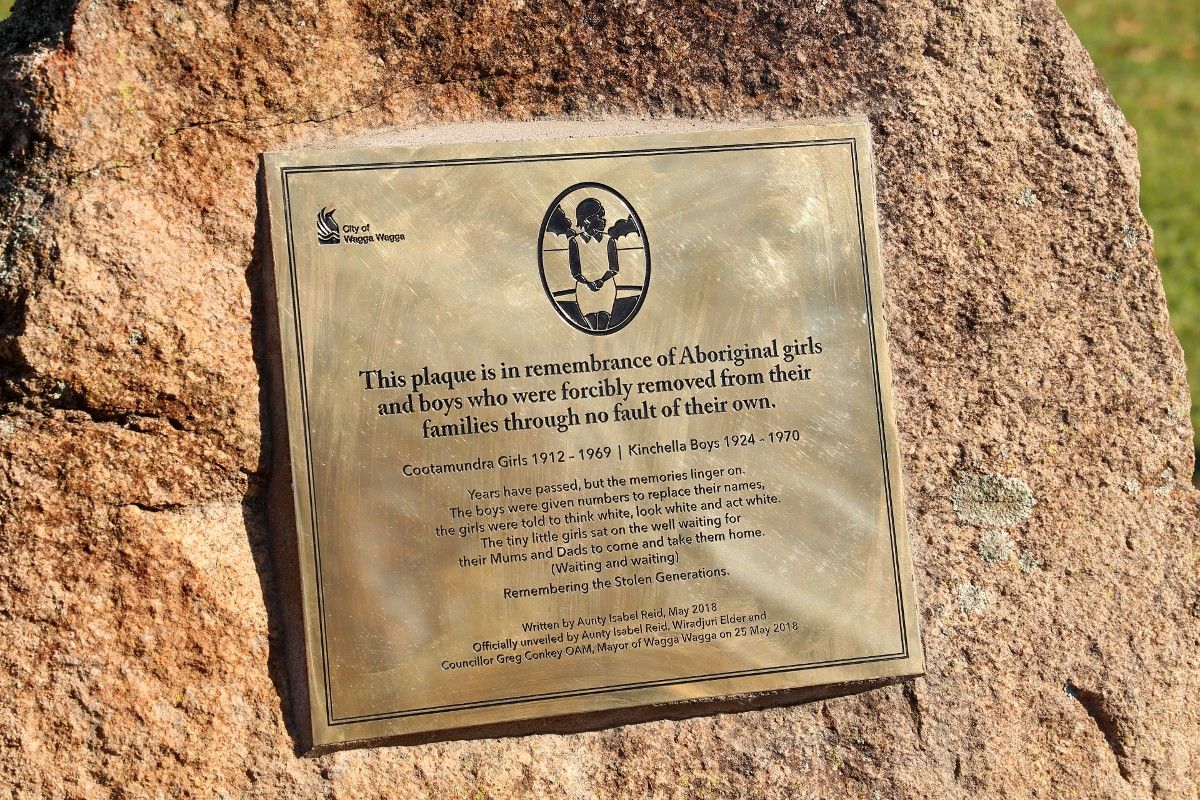 City of
Wagga Wagga
This plaque is in remembrance of Aboriginal girls
and boys who were forcibly removed from their
families through no fault of their own.
Cootamundra Girls 1912 - 1969 | Kinchella Boys 1924 - 1970
Years have passed, but the memories linger on.
The boys were given numbers to replace their names,
the girls were told to think white, look white and act white.
The tiny little girls sat on the well waiting for
their Mums and Dads to come and take them home.
(Waiting and waiting)
Remembering the Stolen Generations.
Written by Aunty Isabel Reid, May 2018
Officially unveiled by Aunty Isabel Reid, Wiradjuri Elder and
Councillor Greg Conkey OAM, Mayor of Wagga Wagga on 25 May 2018